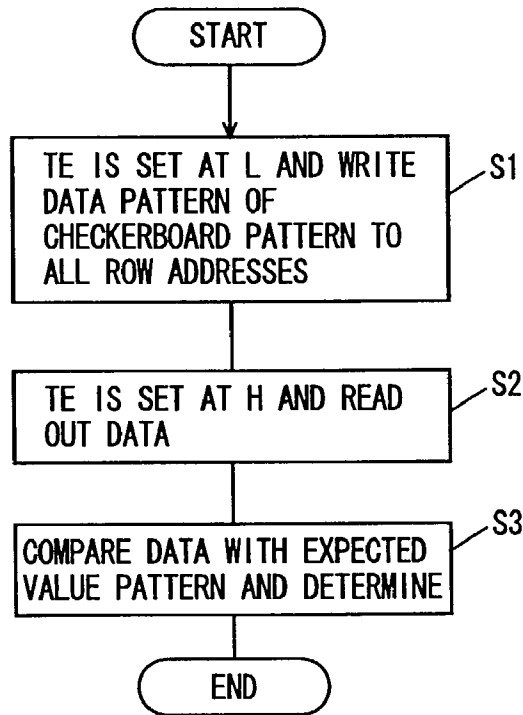 START
TE IS SET AT L AND WRITE
DATA PATTERN OF
CHECKERBOARD PATTERN TO
ALL ROW ADDRESSES
S1
TE IS SET AT H AND READ
OUT DATA
S2
COMPARE DATA WITH EXPECTED
VALUE PATTERN AND DETERMINE
S3
END